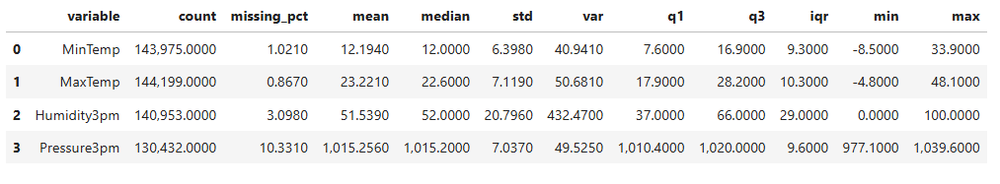 variable count missing_pct mean median std var q1 q3 iqr min max
0 MinTemp 143,975.0000 1.0210 12.1940 12.0000 6.3980 40.9410 7.6000 16.9000 9.3000 -8.5000 33.9000
1 MaxTemp 144,199.0000 0.8670 23.2210 22.6000 7.1190 50.6810 17.9000 28.2000 10.3000 -4.8000 48.1000
2 Humidity3pm 140,953.0000 3.0980 51.5390 52.0000 20.7960 432.4700 37.0000 66.0000 29.0000 0.0000 100.0000
3 Pressure3pm 130,432.0000 10.3310 1,015.2560 1,015.2000 7.0370 49.5250 1,010.4000 1,020.0000 9.6000 977.1000 1,039.6000